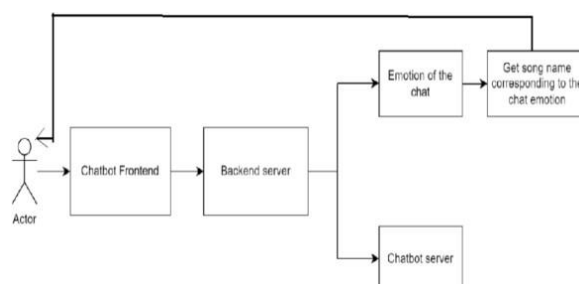 Emotion of the
chat
Get song name
corresponding to the
chat emotion
Chatbot Frontend
Backend server
Actor
Chatbot server